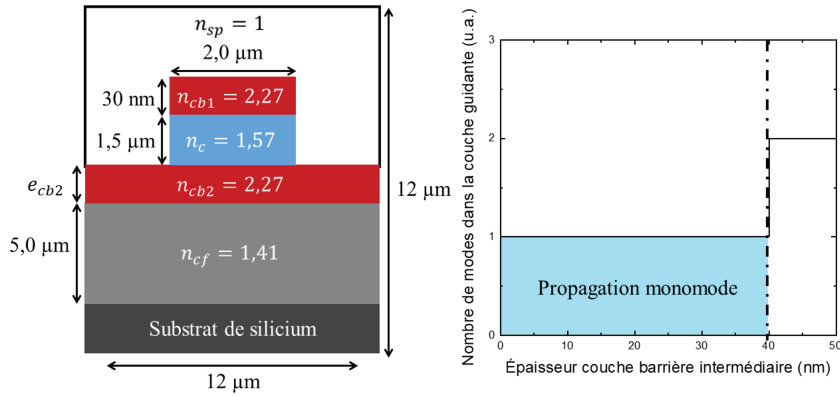 n_sp = 1
2,0 µm
30 nm
n_cb1 = 2,27
1,5 µm
n_c = 1,57
e_cb2
n_cb2 = 2,27
12 µm
5,0 µm
n_cf = 1,41
Substrat de silicium
12 µm
Nombre de modes dans la couche guidante (u.a.)
3
2
1
0
Propagation monomode
0 10 20 30 40 50
Épaisseur couche barrière intermédiaire (nm)